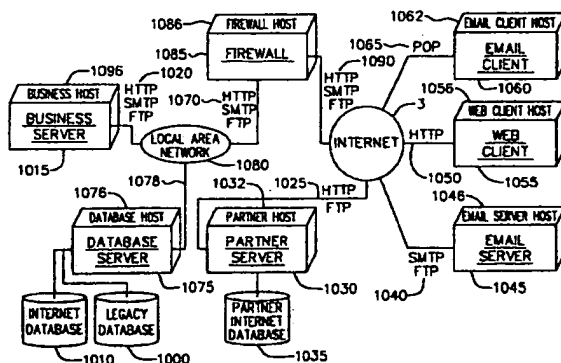 1086
FIREWALL HOST
1085
FIREWALL
1062
EMAIL CLIENT HOST
1065
POP
EMAIL
CLIENT
1060
1096
1020
HTTP
SMTP
FTP
1070
HTTP
SMTP
FTP
1090
HTTP
SMTP
FTP
BUSINESS HOST
BUSINESS
SERVER
1015
LOCAL AREA
NETWORK
1080
3
INTERNET
1056
WEB CLIENT HOST
HTTP
WEB
CLIENT
1050
1055
1076
1078
1032
1025
HTTP
FTP
1046
DATABASE HOST
DATABASE
SERVER
1075
PARTNER HOST
PARTNER
SERVER
1030
EMAIL SERVER HOST
EMAIL
SERVER
SMTP
FTP
1040
1045
INTERNET
DATABASE
1010
LEGACY
DATABASE
1000
PARTNER
INTERNET
DATABASE
1035